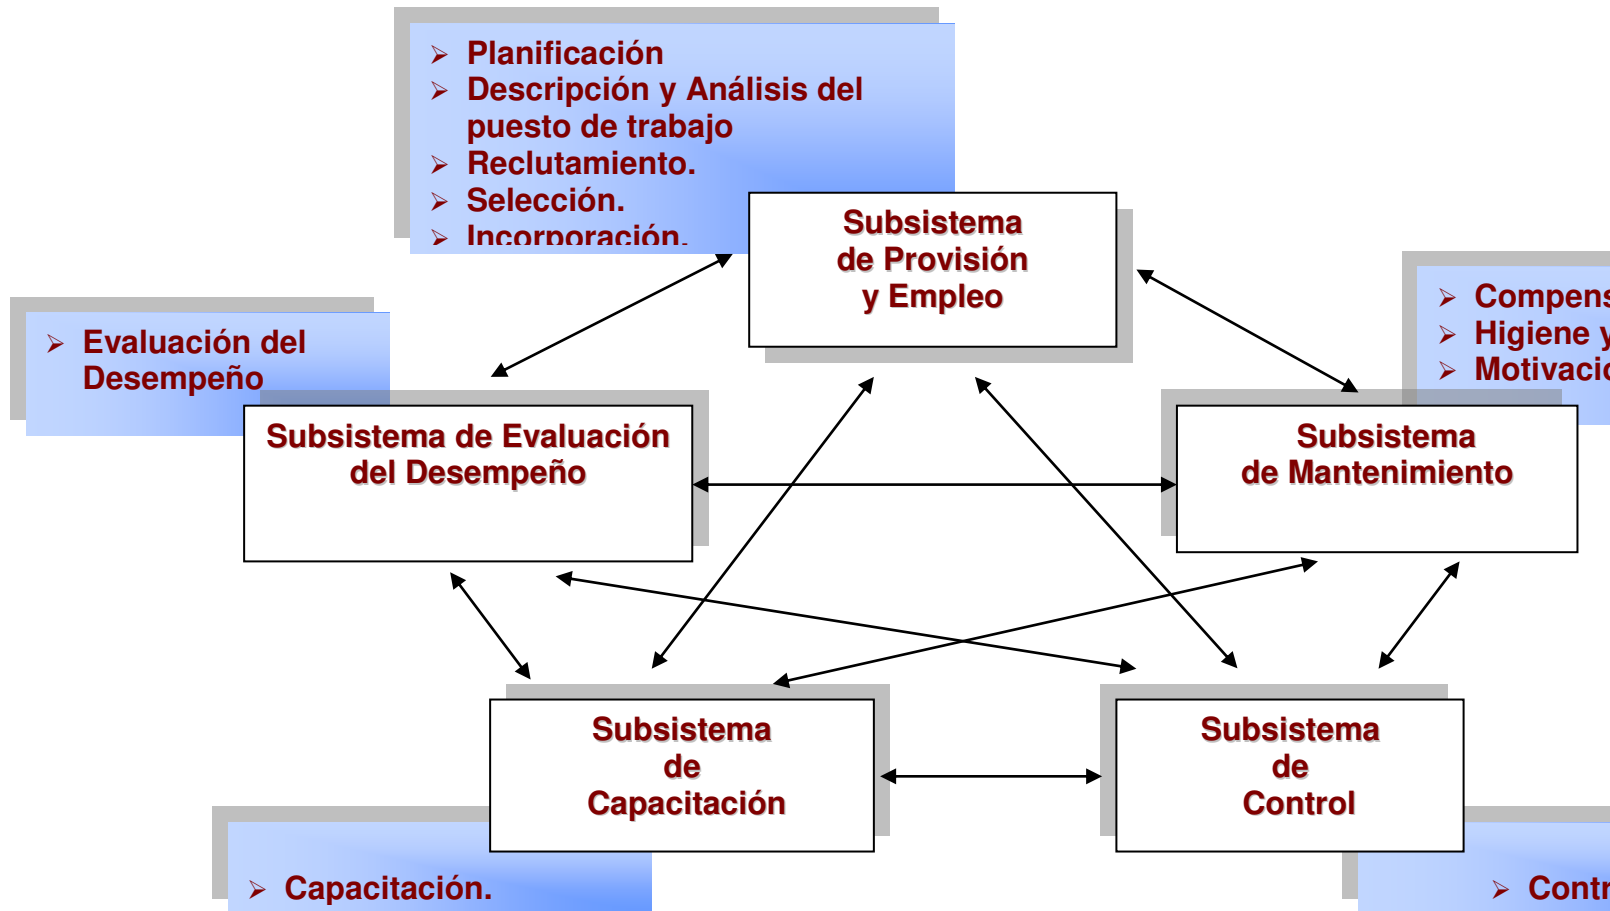 ➢ Planificación
➢ Descripción y Análisis del
puesto de trabajo
➢ Reclutamiento.
➢ Selección.
➢ Incorporación.
Subsistema
de Provisión
y Empleo
➢ Evaluación del
Desempeño
Subsistema de Evaluación
del Desempeño
➢
➢ Higiene
➢
Subsistema
de Mantenimiento
Subsistema
de
Capacitación
Subsistema
de
Control
➢ Capacitación.
➢